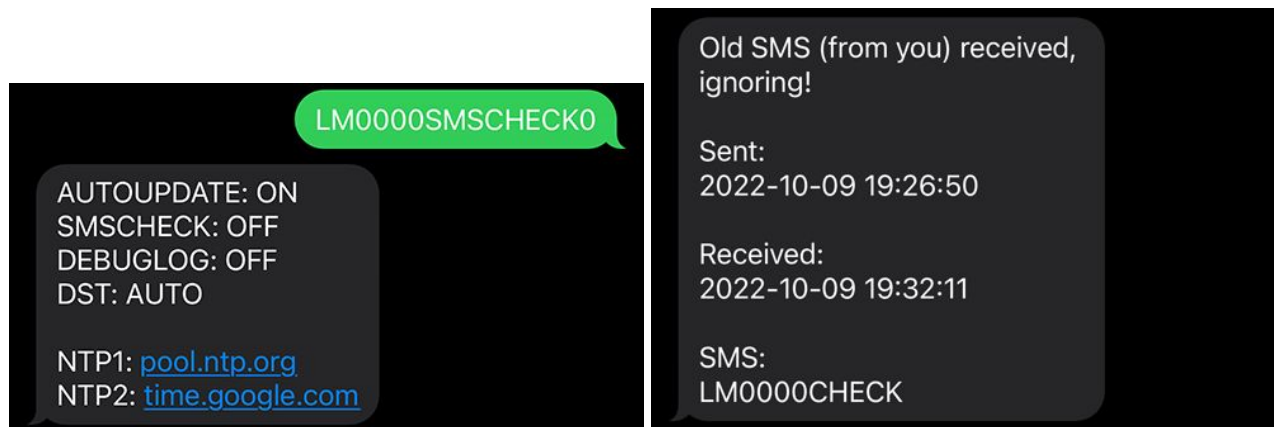 LM0000SMSCHECK0
AUTOUPDATE: ON
SMSCHECK: OFF
DEBUGLOG: OFF
DST: AUTO
NTP1: pool.ntp.org
NTP2: time.google.com
Old SMS (from you) received,
ignoring!
Sent:
2022-10-09 19:26:50
Received:
2022-10-09 19:32:11
SMS:
LM0000CHECK